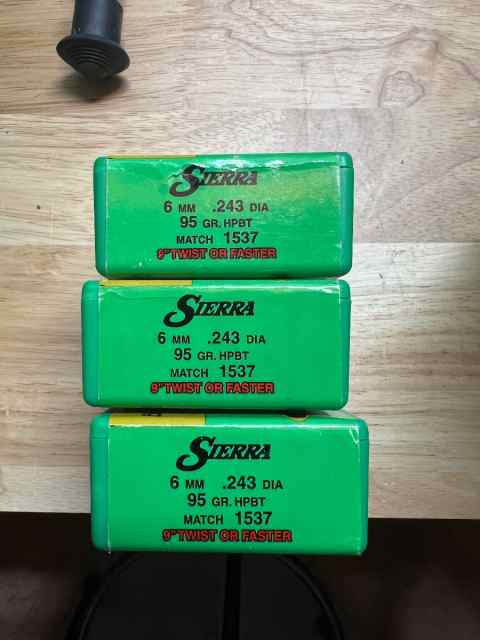 SIERRA
6 MM .243 DIA
95 GR. HPBT
MATCH 1537
9" TWIST OR FASTER
SIERRA
6 MM .243 DIA
95 GR. HPBT
MATCH 1537
9" TWIST OR FASTER
SIERRA
6 MM .243 DIA
95 GR. HPBT
MATCH 1537
9" TWIST OR FASTER